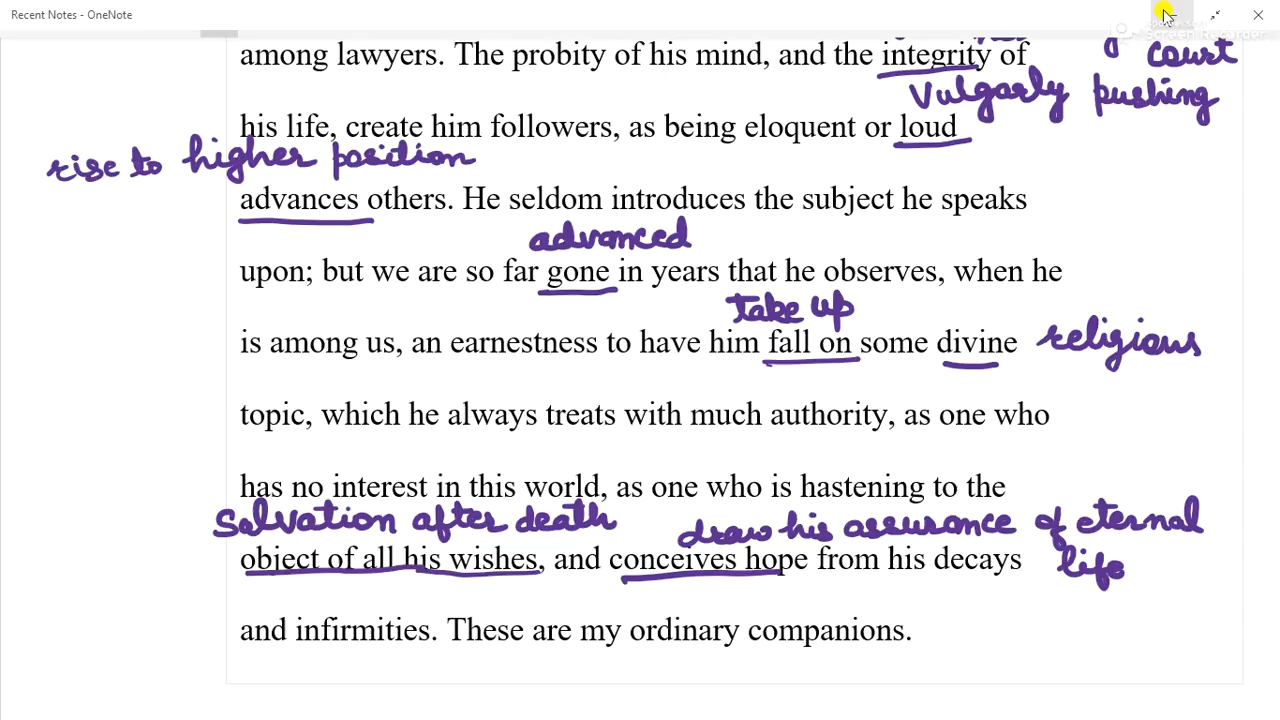 Recent Notes - OneNote
Screen Recorder
among lawyers. The probity of his mind, and the integrity of
court
Vulgarly pushing
his life, create him followers, as being eloquent or loud
rise to higher position
advances others. He seldom introduces the subject he speaks
advanced
upon; but we are so far gone in years that he observes, when he
take up
is among us, an earnestness to have him fall on some divine religious
topic, which he always treats with much authority, as one who
has no interest in this world, as one who is hastening to the
Salvation after death draw his assurance of eternal
object of all his wishes, and conceives hope from his decays life
and infirmities. These are my ordinary companions.